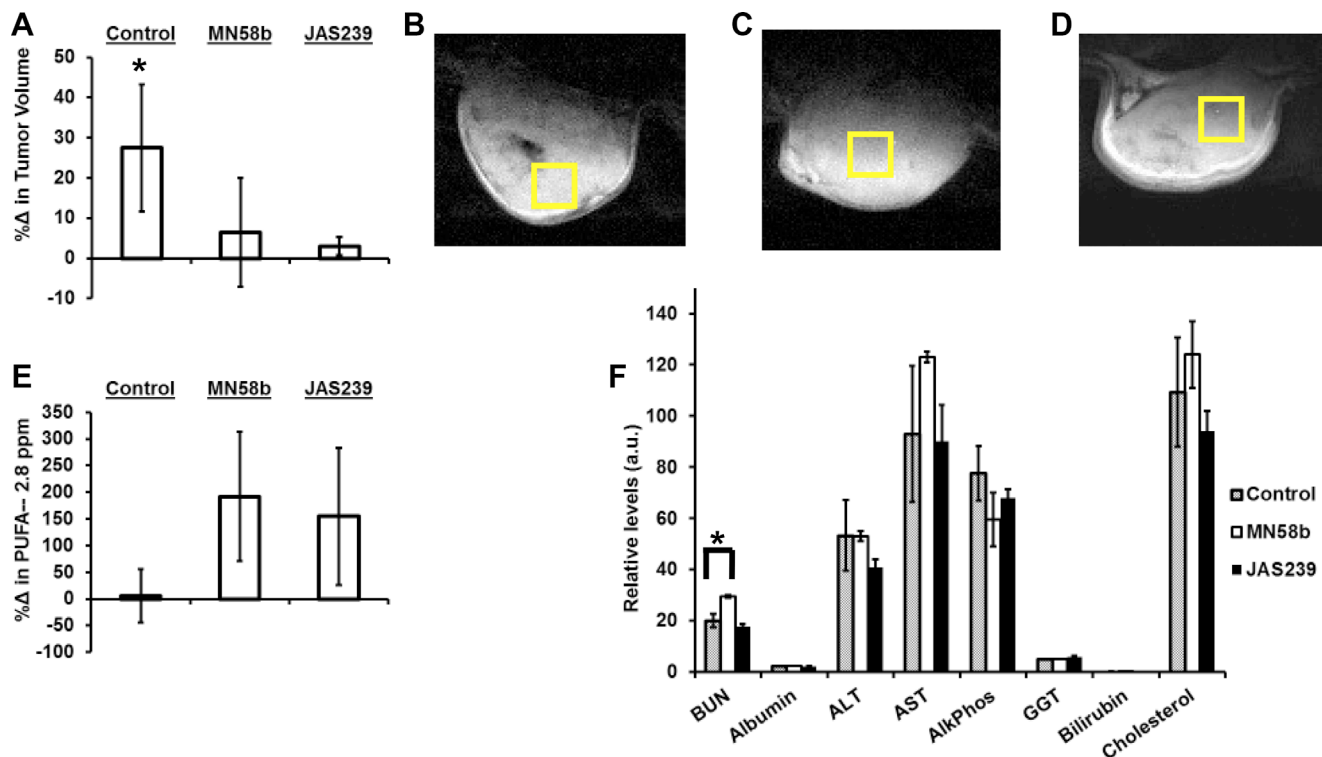 A
Control MN58b JAS239
%Δ in Tumor Volume
50
40
30
20
10
0
-10
*
B
C
D
E
Control MN58b JAS239
%Δ in PUFA-- 2.8 ppm
350
300
250
200
150
100
50
0
-50
-100
F
Relative levels (a.u.)
140
120
100
80
60
40
20
0
*
BUN
Albumin
ALT
AST
AlkPhos
GGT
Bilirubin
Cholesterol
Control
MN58b
JAS239